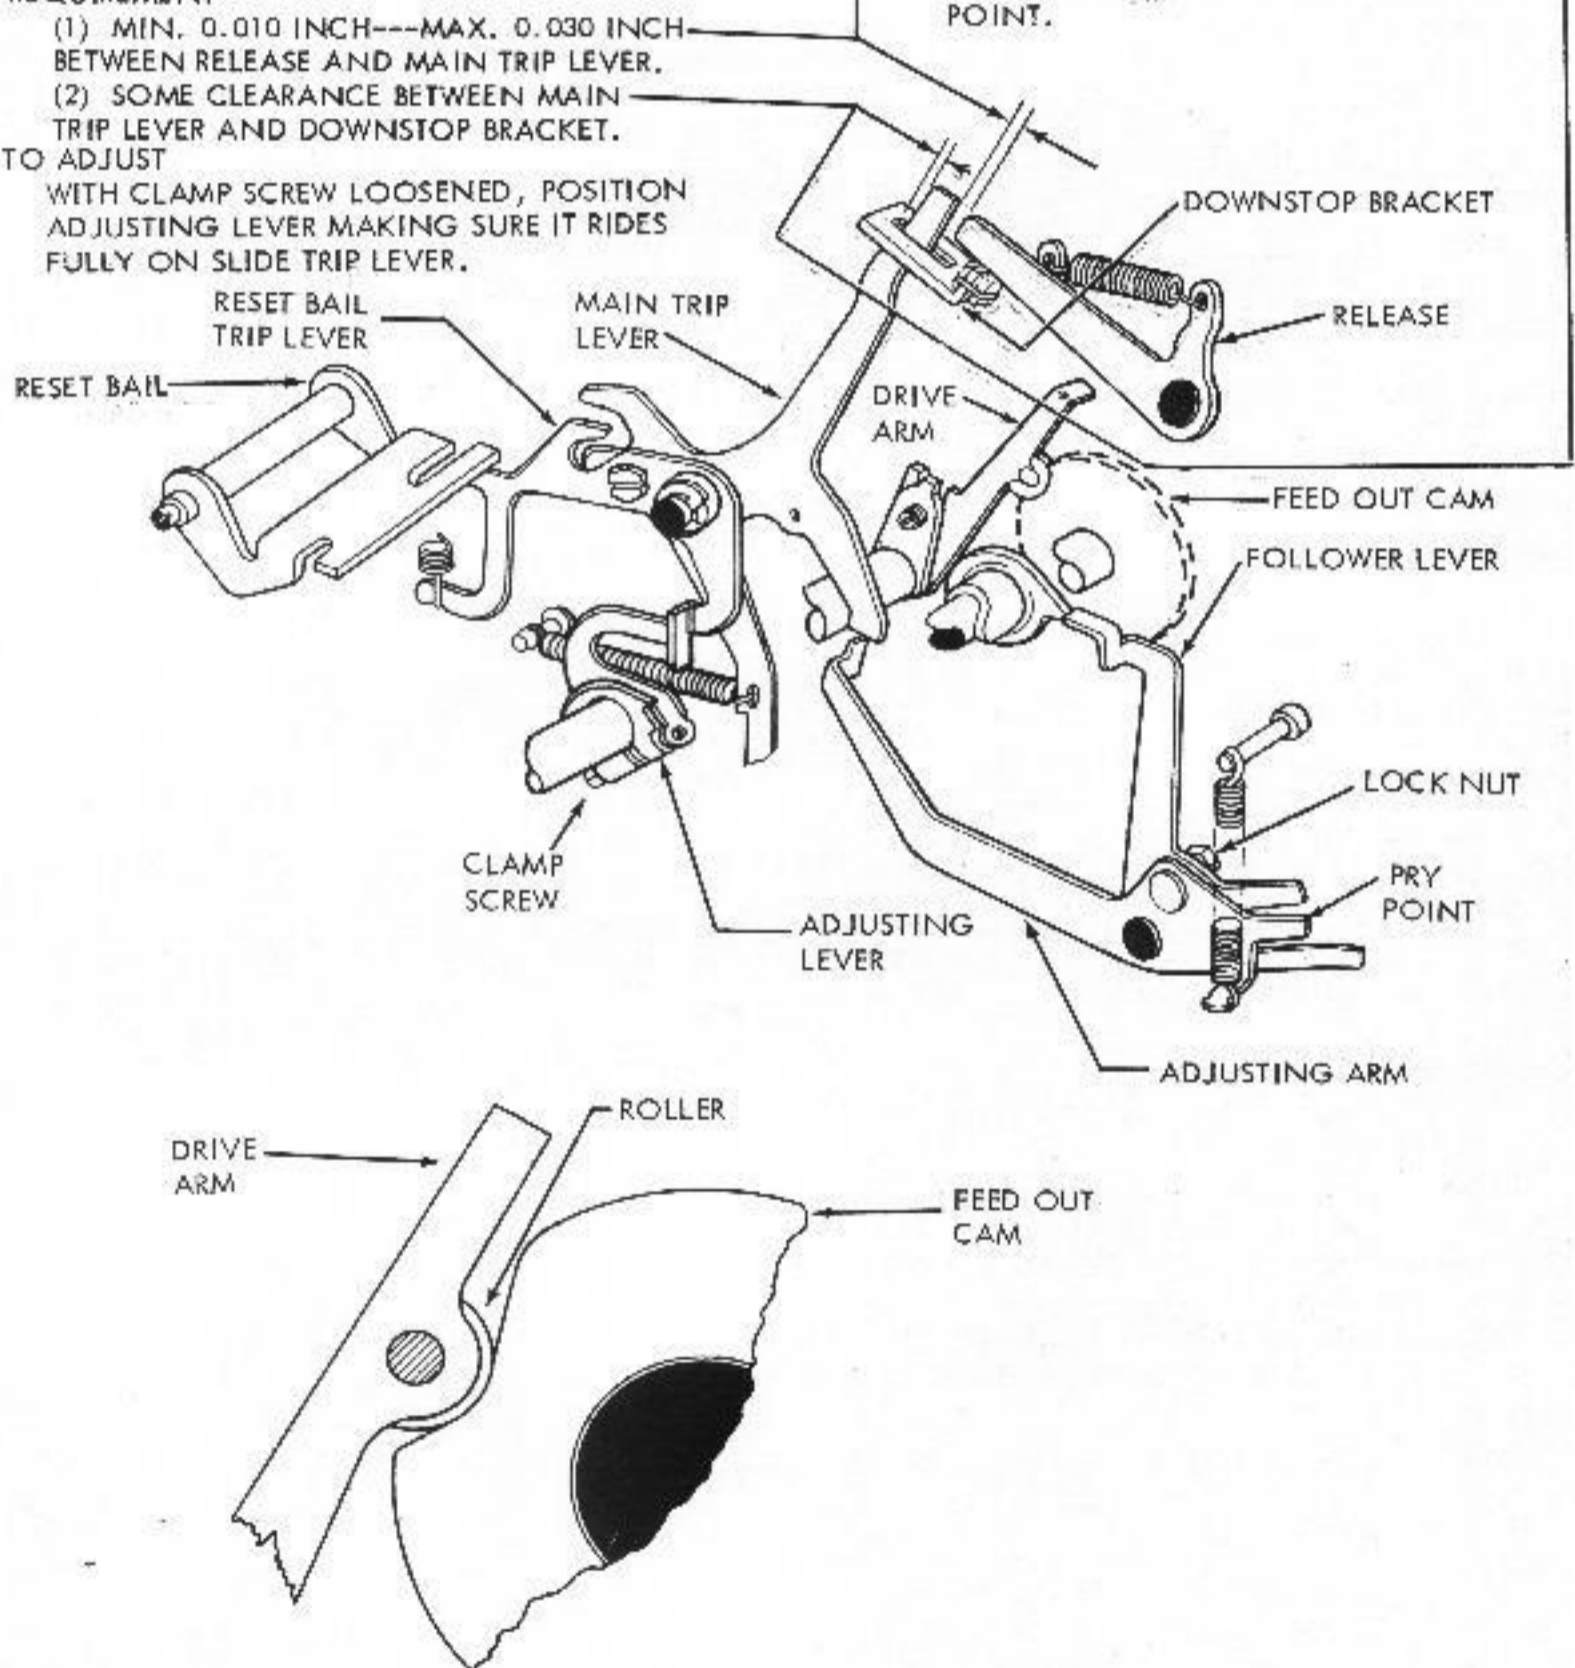 (1) MIN. 0.010 INCH---MAX. 0.030 INCH
BETWEEN RELEASE AND MAIN TRIP LEVER.
(2) SOME CLEARANCE BETWEEN MAIN
TRIP LEVER AND DOWNSTOP BRACKET.
TO ADJUST
WITH CLAMP SCREW LOOSENED, POSITION
ADJUSTING LEVER MAKING SURE IT RIDES
FULLY ON SLIDE TRIP LEVER.
POINT.
DOWNSTOP BRACKET
RESET BAIL
TRIP LEVER
MAIN TRIP
LEVER
RELEASE
RESET BAIL
DRIVE
ARM
FEED OUT CAM
FOLLOWER LEVER
LOCK NUT
CLAMP
SCREW
PRY
POINT
ADJUSTING
LEVER
ADJUSTING ARM
ROLLER
DRIVE
ARM
FEED OUT
CAM